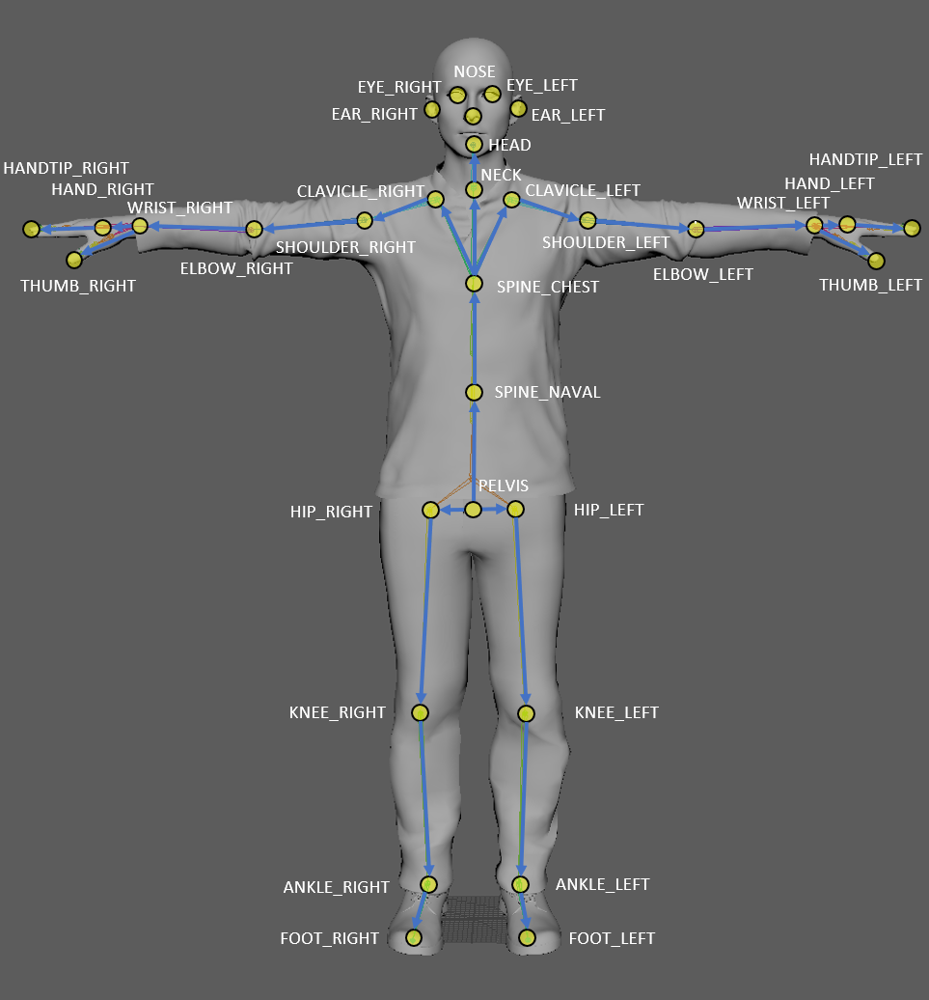 NOSE
EYE_RIGHT
EYE_LEFT
EAR_RIGHT
EAR_LEFT
HEAD
HANDTIP_RIGHT
HANDTIP_LEFT
NECK
HAND_RIGHT
CLAVICLE_RIGHT
CLAVICLE_LEFT
HAND_LEFT
WRIST_RIGHT
WRIST_LEFT
SHOULDER_RIGHT
SHOULDER_LEFT
ELBOW_RIGHT
ELBOW_LEFT
THUMB_RIGHT
SPINE_CHEST
THUMB_LEFT
SPINE_NAVAL
PELVIS
HIP_RIGHT
HIP_LEFT
KNEE_RIGHT
KNEE_LEFT
ANKLE_RIGHT
ANKLE_LEFT
FOOT_RIGHT
FOOT_LEFT